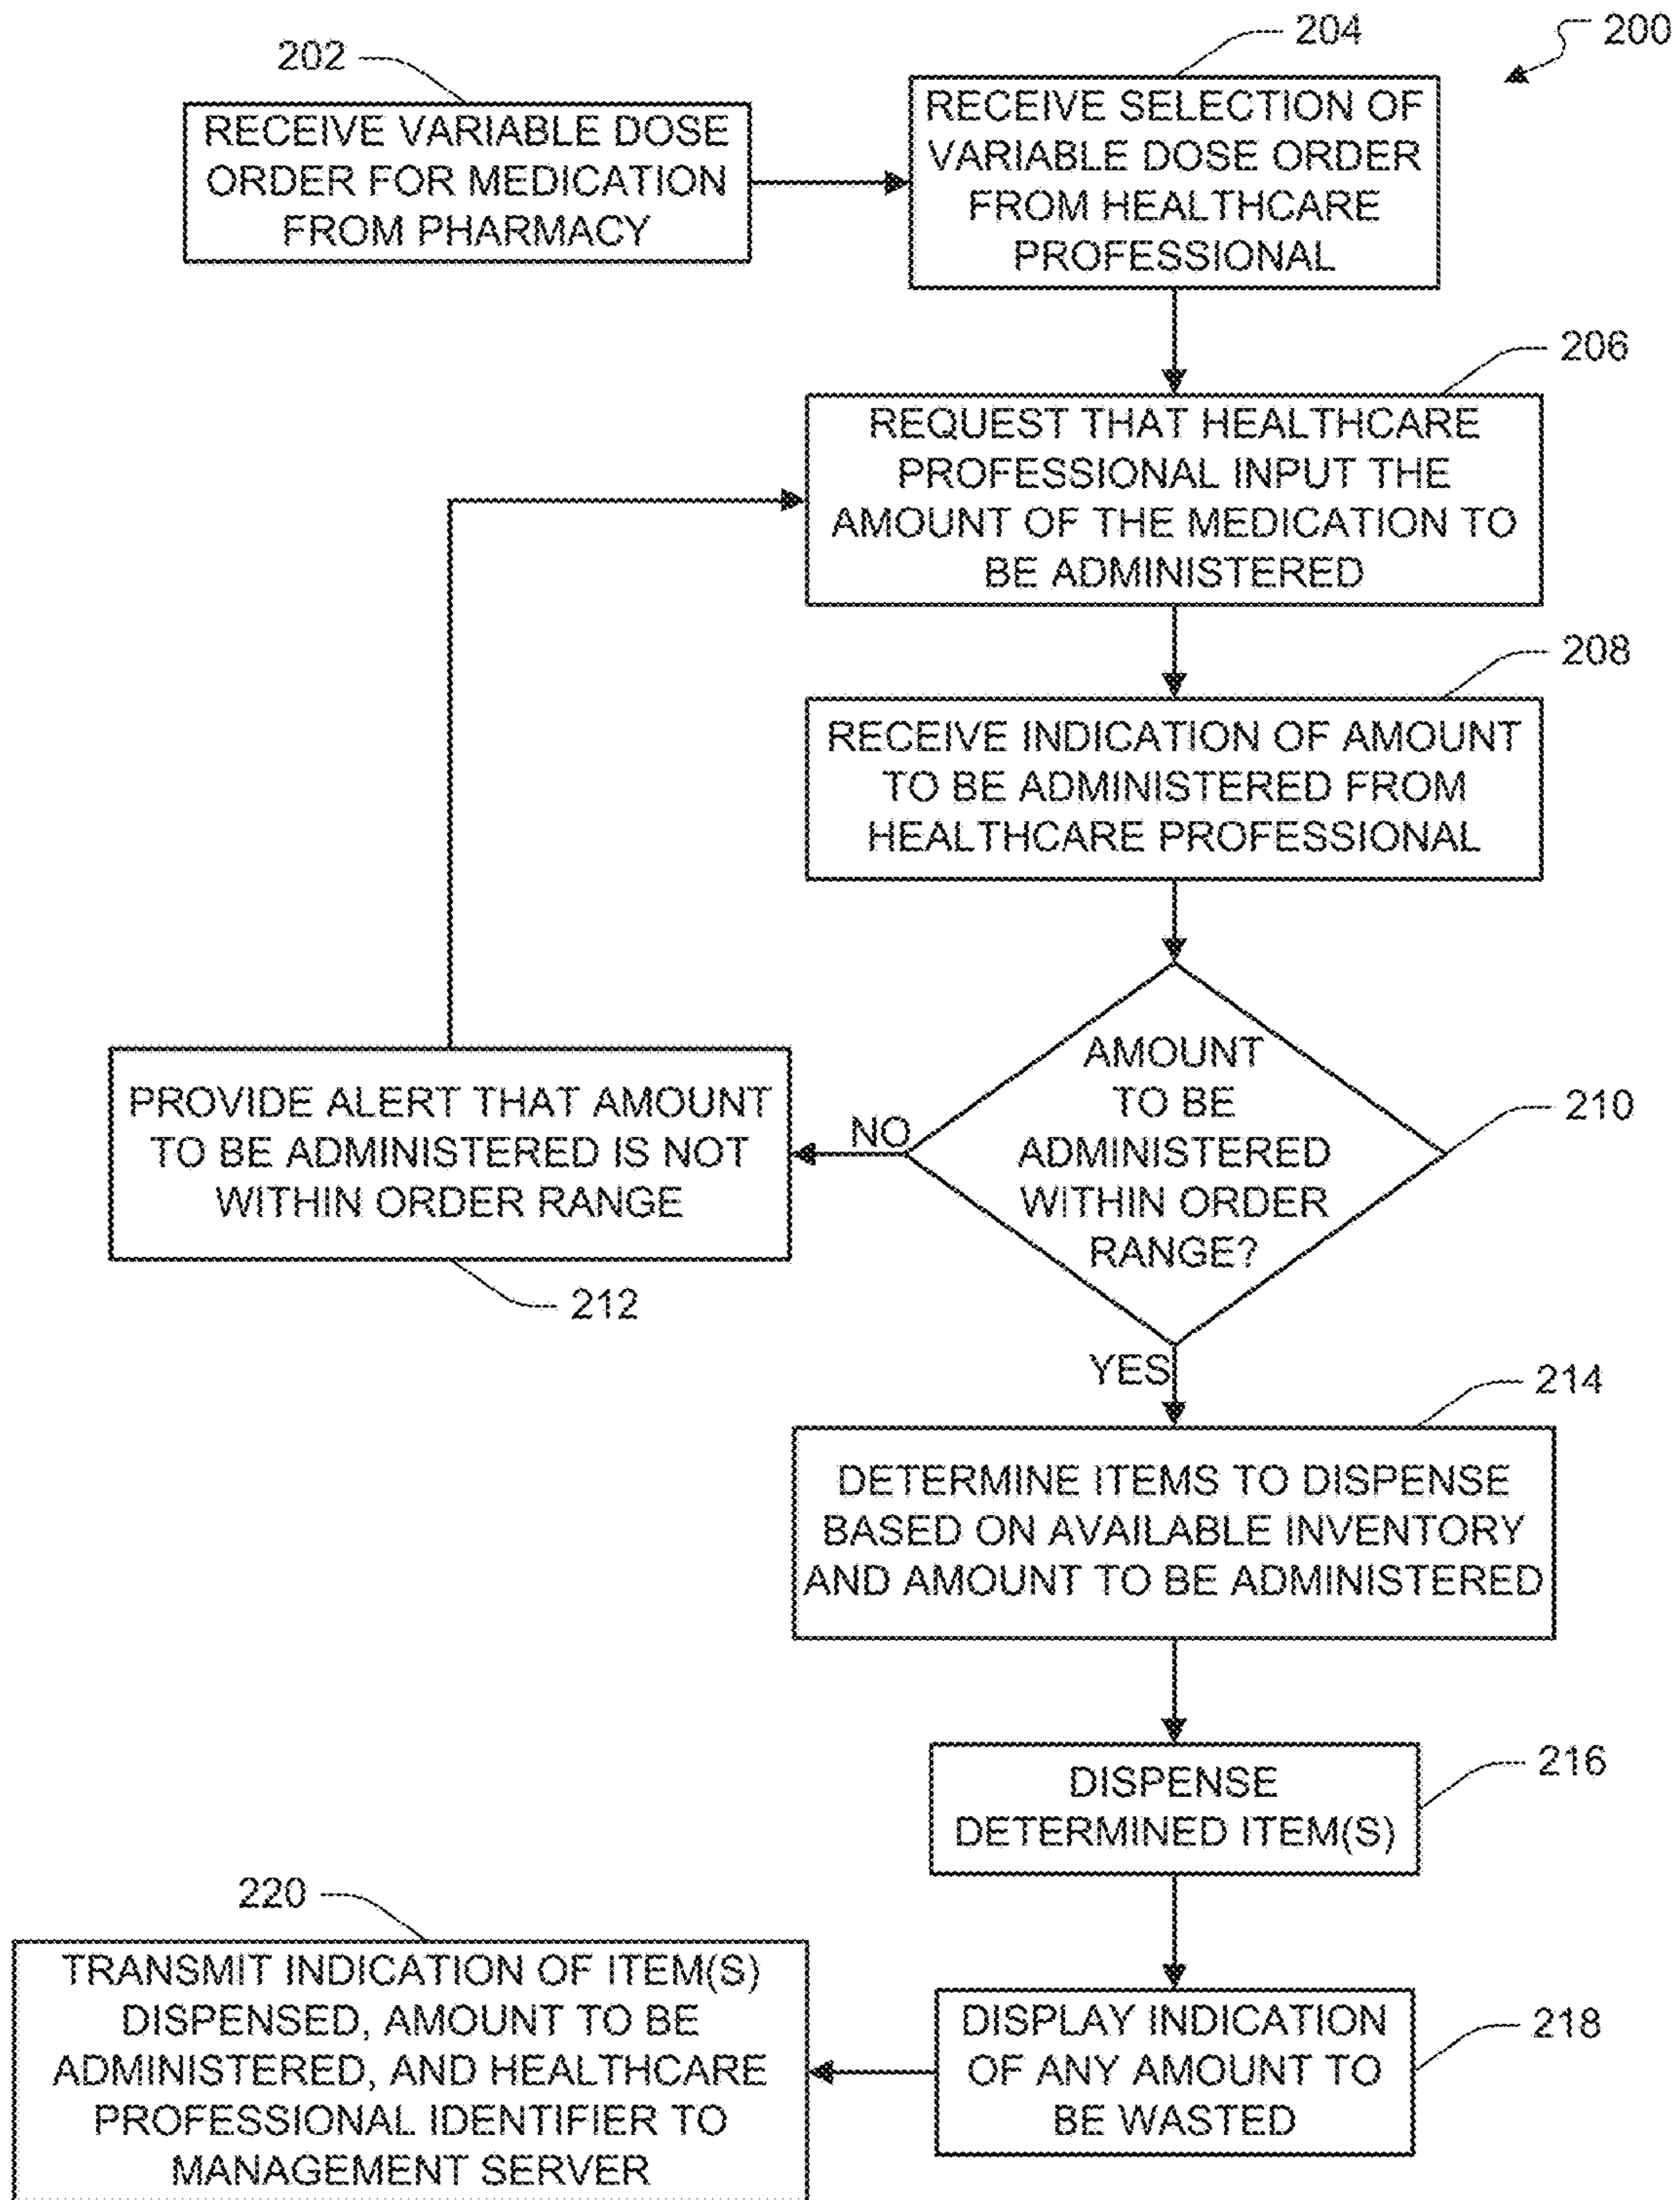 200
202
RECEIVE VARIABLE DOSE
ORDER FOR MEDICATION
FROM PHARMACY
204
RECEIVE SELECTION OF
VARIABLE DOSE ORDER
FROM HEALTHCARE
PROFESSIONAL
206
REQUEST THAT HEALTHCARE
PROFESSIONAL INPUT THE
AMOUNT OF THE MEDICATION TO
BE ADMINISTERED
208
RECEIVE INDICATION OF AMOUNT
TO BE ADMINISTERED FROM
HEALTHCARE PROFESSIONAL
AMOUNT
TO BE
ADMINISTERED
WITHIN ORDER
RANGE?
210
NO
PROVIDE ALERT THAT AMOUNT
TO BE ADMINISTERED IS NOT
WITHIN ORDER RANGE
212
YES
214
DETERMINE ITEMS TO DISPENSE
BASED ON AVAILABLE INVENTORY
AND AMOUNT TO BE ADMINISTERED
216
DISPENSE
DETERMINED ITEM(S)
218
DISPLAY INDICATION
OF ANY AMOUNT TO
BE WASTED
220
TRANSMIT INDICATION OF ITEM(S)
DISPENSED, AMOUNT TO BE
ADMINISTERED, AND HEALTHCARE
PROFESSIONAL IDENTIFIER TO
MANAGEMENT SERVER